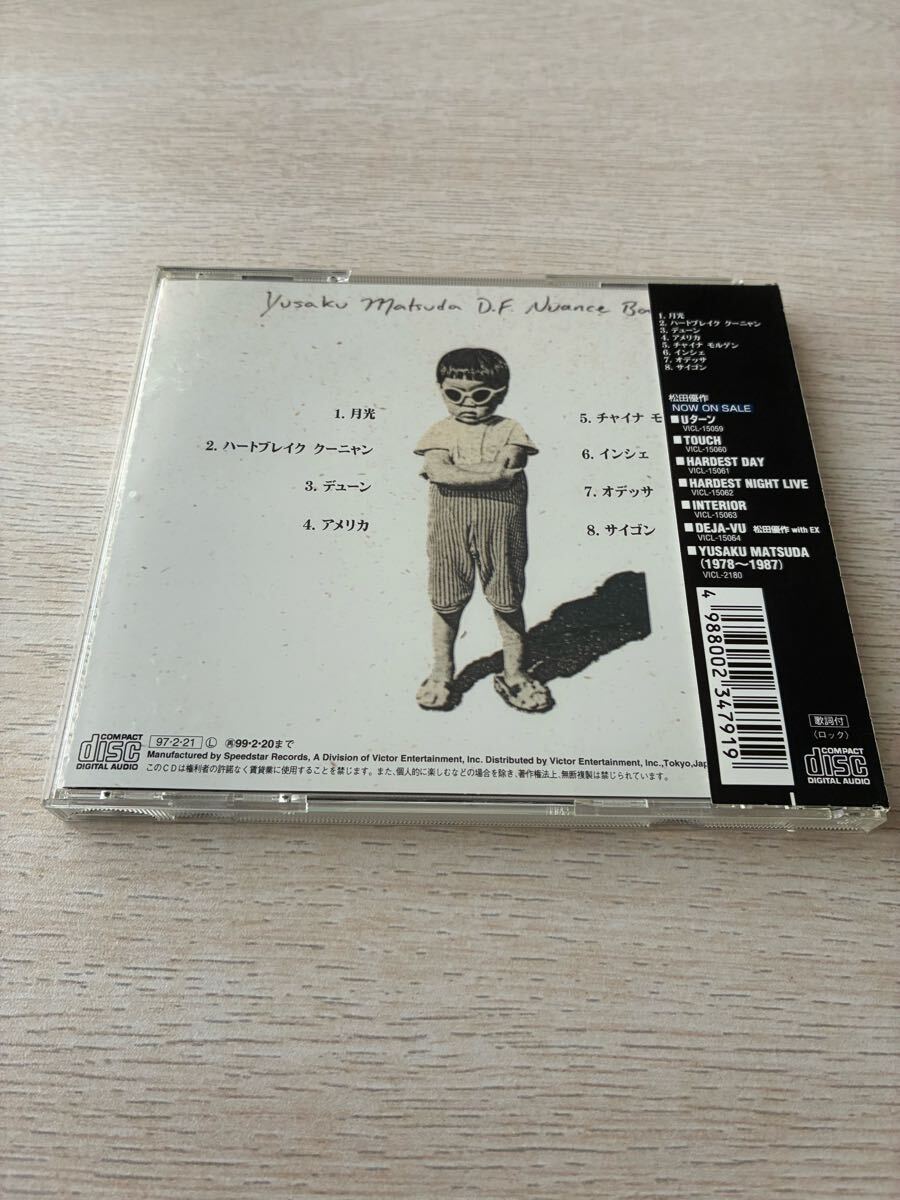 Yusaku Matsuda D.F. Nuance Ba
1. 月光
2. ハートブレイク クーニャン
3. デューン
4. アメリカ
5. チャイナ モ
6. インシェ
7. オデッサ
8. サイゴン
COMPACT
disc
DIGITAL AUDIO
97・2・21 Ⓛ 再99・2・20まで
Manufactured by Speedstar Records, A Division of Victor Entertainment, Inc. Distributed by Victor Entertainment, Inc.,Tokyo,Jap
このCDは権利者の許諾なく賃貸業に使用することを禁じます。また、個人的に楽しむなどの場合を除き、著作権法上、無断複製は禁じられています。
1. 月光
2. ハートブレイク クーニャン
3. デューン
4. アメリカ
5. チャイナ モルゲン
6. インシェ
7. オデッサ
8. サイゴン
松田優作
NOW ON SALE
■Uターン
VICL-15059
■TOUCH
VICL-15060
■HARDEST DAY
VICL-15061
■HARDEST NIGHT LIVE
VICL-15062
■INTERIOR
VICL-15063
■DEJA-VU 松田優作 with EX
VICL-15064
■YUSAKU MATSUDA
(1978〜1987)
VICL-2180
4 988002 347919
歌詞付
(ロック)
COMPACT
disc
DIGITAL AUDIO